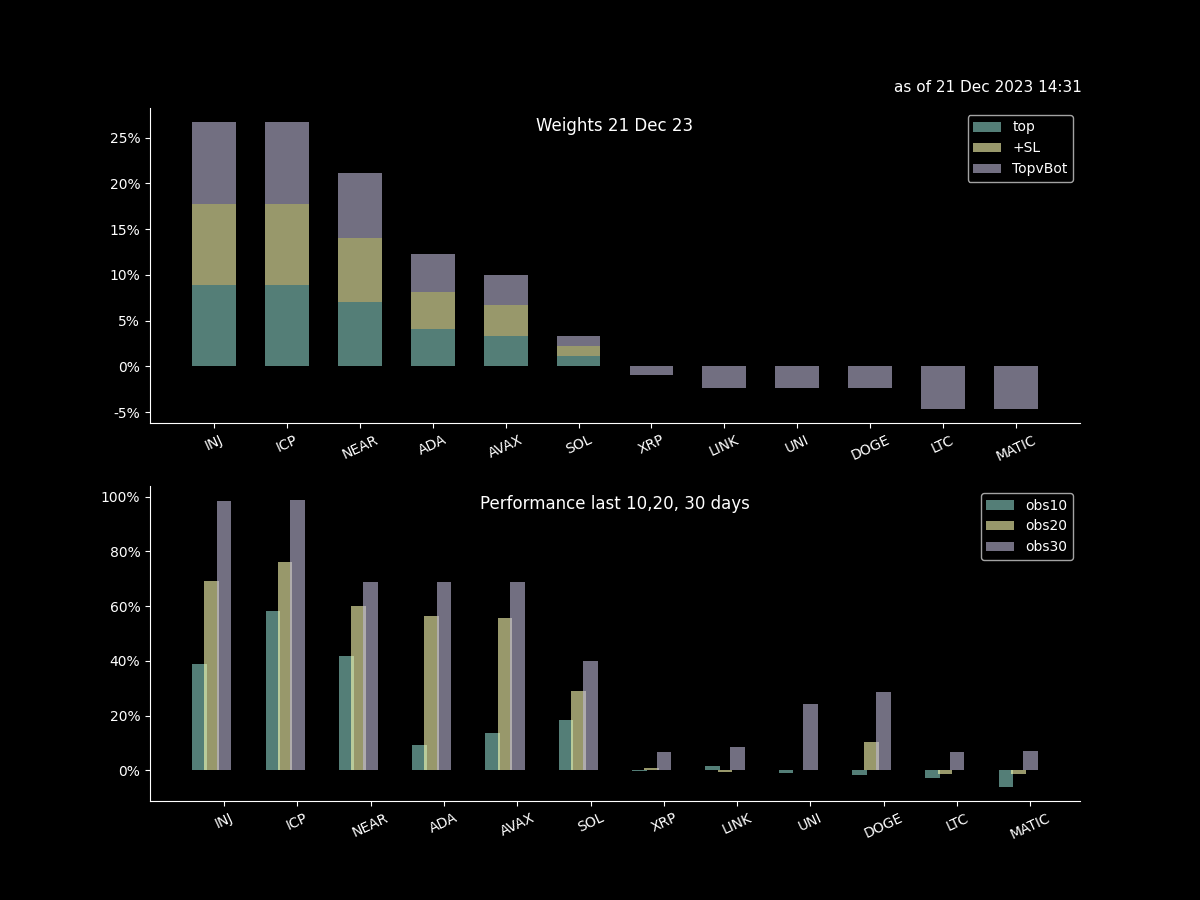 as of 21 Dec 2023 14:31
Weights 21 Dec 23
top
+SL
TopvBot
25%
20%
15%
10%
5%
0%
-5%
INJ ICP NEAR ADA AVAX SOL XRP LINK UNI DOGE LTC MATIC
Performance last 10,20, 30 days
obs10
obs20
obs30
100%
80%
60%
40%
20%
0%
INJ ICP NEAR ADA AVAX SOL XRP LINK UNI DOGE LTC MATIC